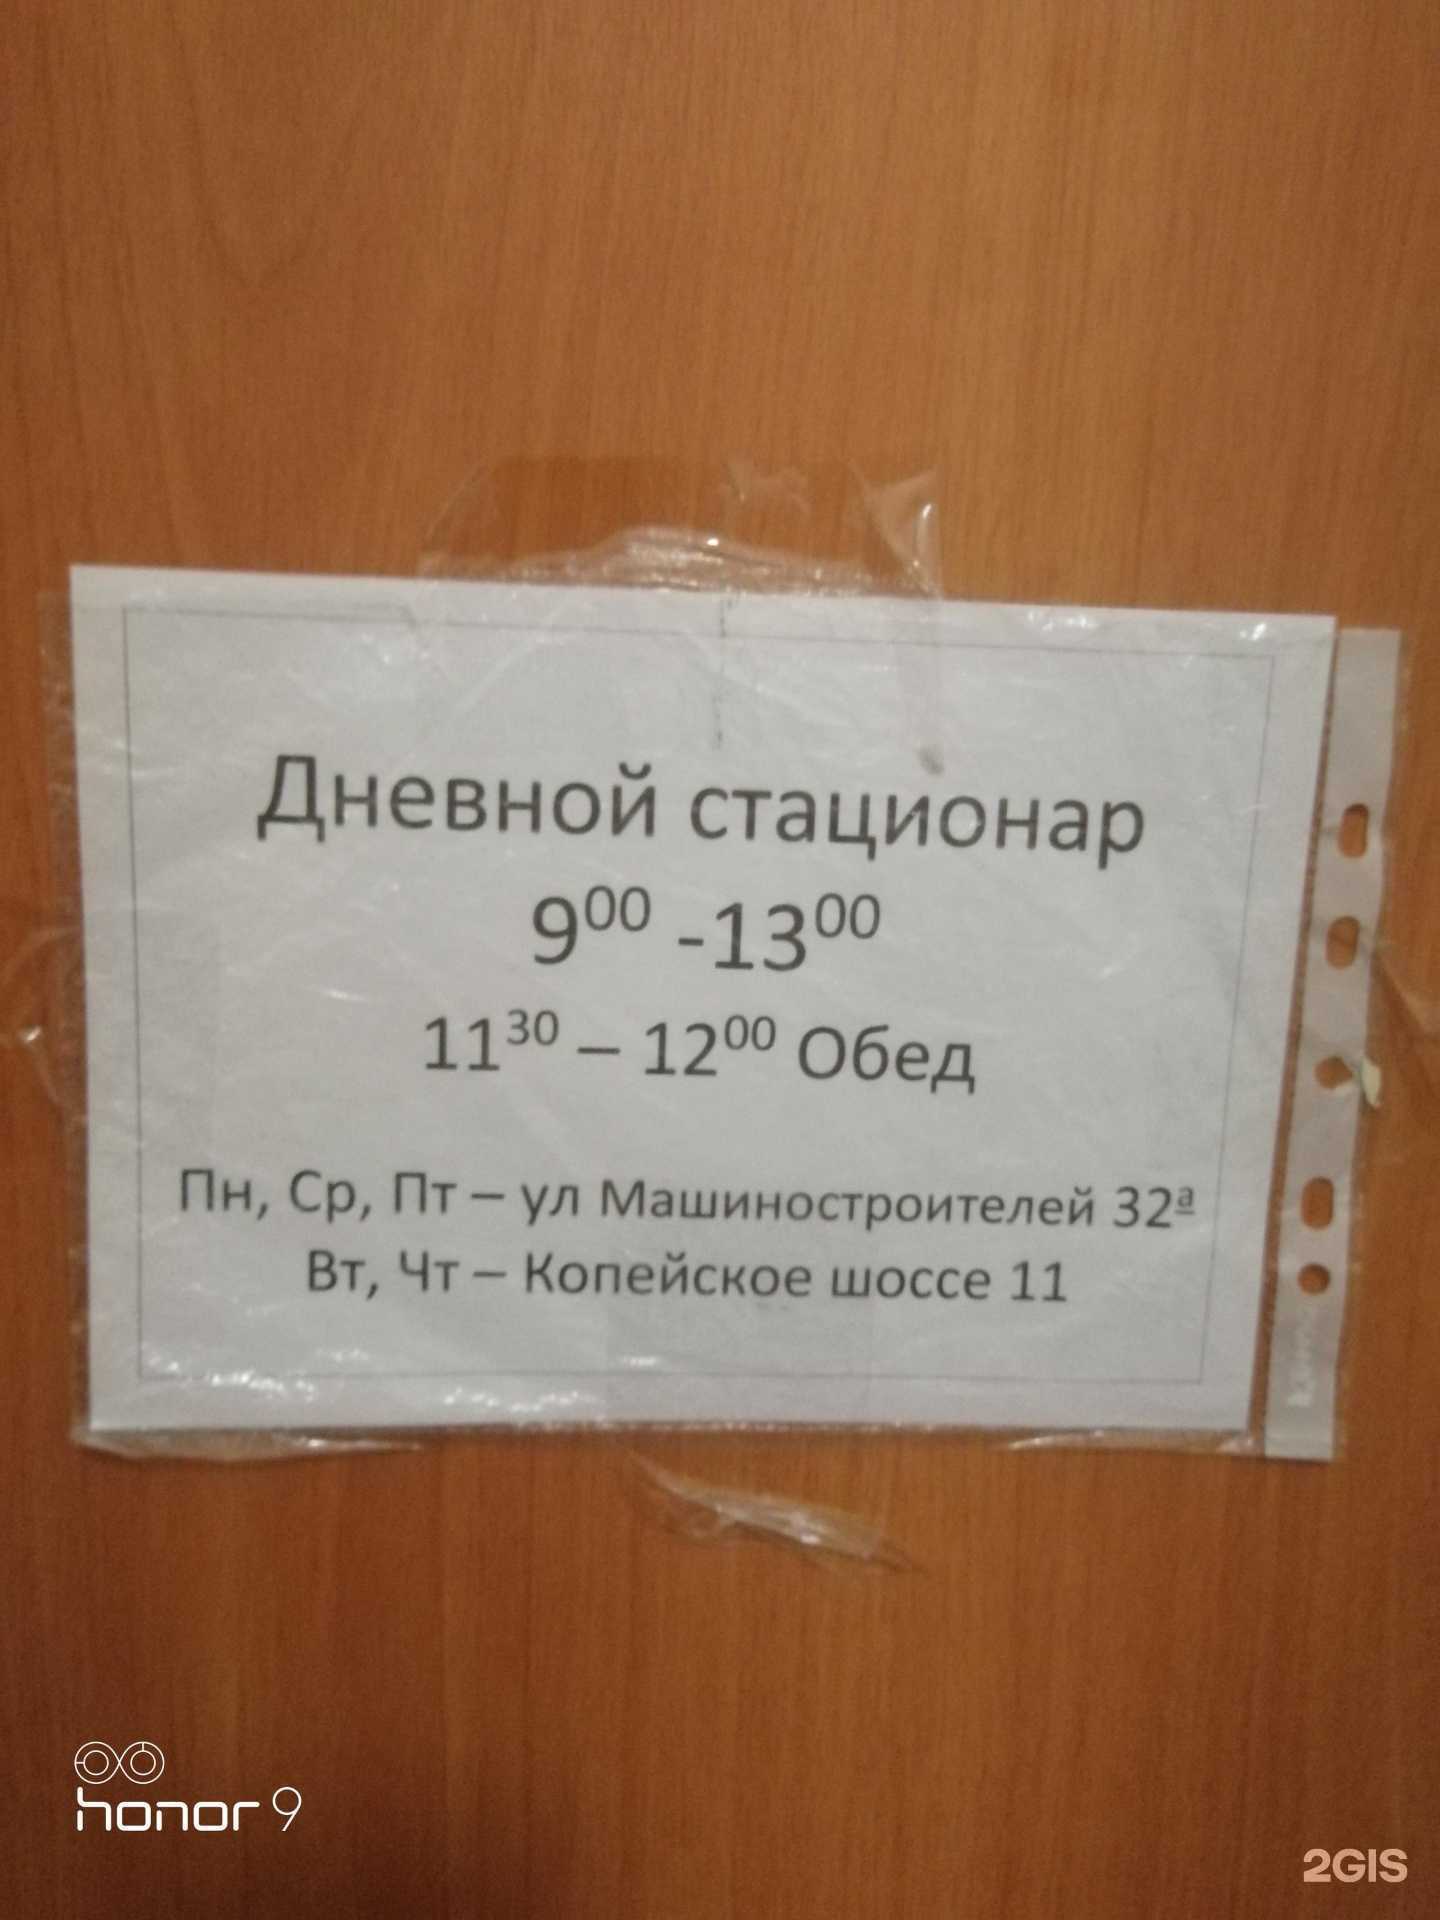 Дневной стационар
9⁰⁰ -13⁰⁰
11³⁰ – 12⁰⁰ Обед
Пн, Ср, Пт – ул Машиностроителей 32ª
Вт, Чт – Копейское шоссе 11
honor 9
2GIS